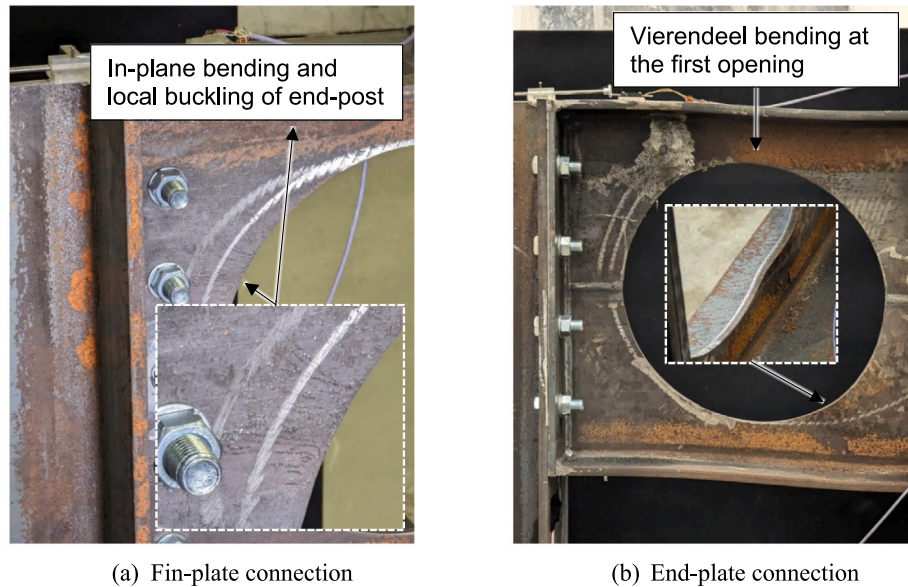 In-plane bending and
local buckling of end-post
Vierendeel bending at
the first opening
(a) Fin-plate connection
(b) End-plate connection